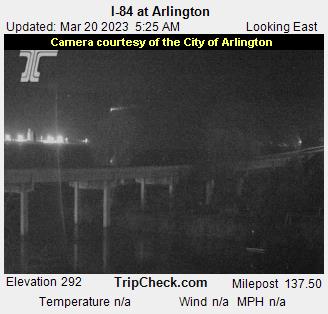 I-84 at Arlington
Updated: Mar 20 2023 5:25 AM Looking East
Camera courtesy of the City of Arlington
Elevation 292 TripCheck.com Milepost 137.50
Temperature n/a Wind n/a MPH n/a